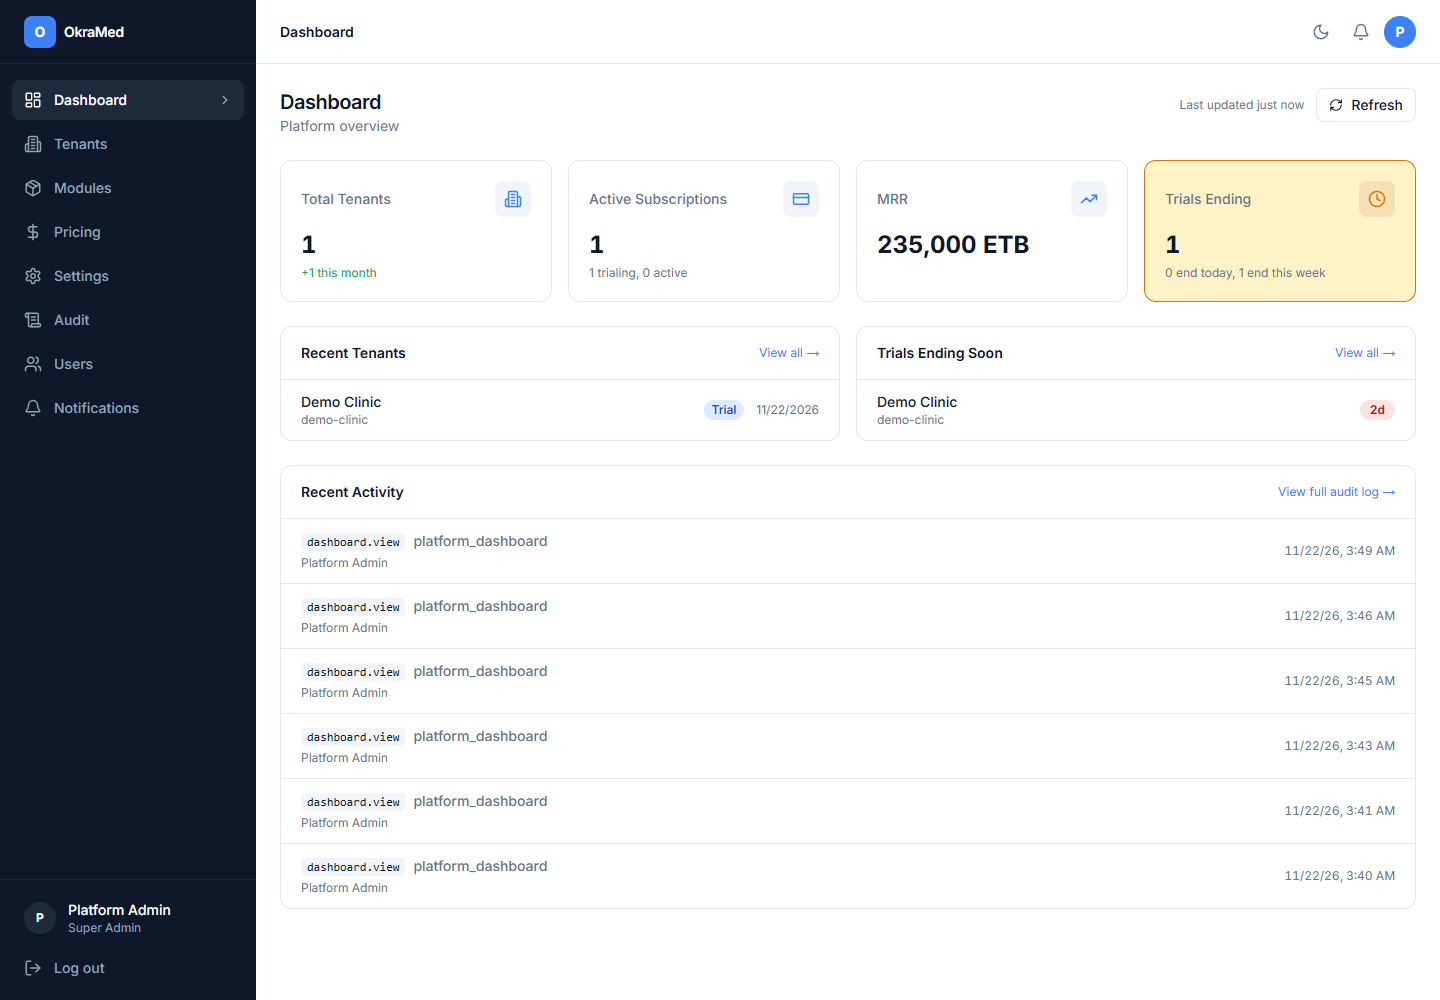 O OkraMed
Dashboard
Tenants
Modules
Pricing
Settings
Audit
Users
Notifications
P
Platform Admin
Super Admin
Log out
Dashboard
P
Dashboard
Platform overview
Last updated just now
Refresh
Total Tenants
1
+1 this month
Active Subscriptions
1
1 trialing, 0 active
MRR
235,000 ETB
Trials Ending
1
0 end today, 1 end this week
Recent Tenants
View all →
Demo Clinic
demo-clinic
Trial 11/22/2026
Trials Ending Soon
View all →
Demo Clinic
demo-clinic
2d
Recent Activity
View full audit log →
dashboard.view platform_dashboard
Platform Admin
11/22/26, 3:49 AM
dashboard.view platform_dashboard
Platform Admin
11/22/26, 3:46 AM
dashboard.view platform_dashboard
Platform Admin
11/22/26, 3:45 AM
dashboard.view platform_dashboard
Platform Admin
11/22/26, 3:43 AM
dashboard.view platform_dashboard
Platform Admin
11/22/26, 3:41 AM
dashboard.view platform_dashboard
Platform Admin
11/22/26, 3:40 AM